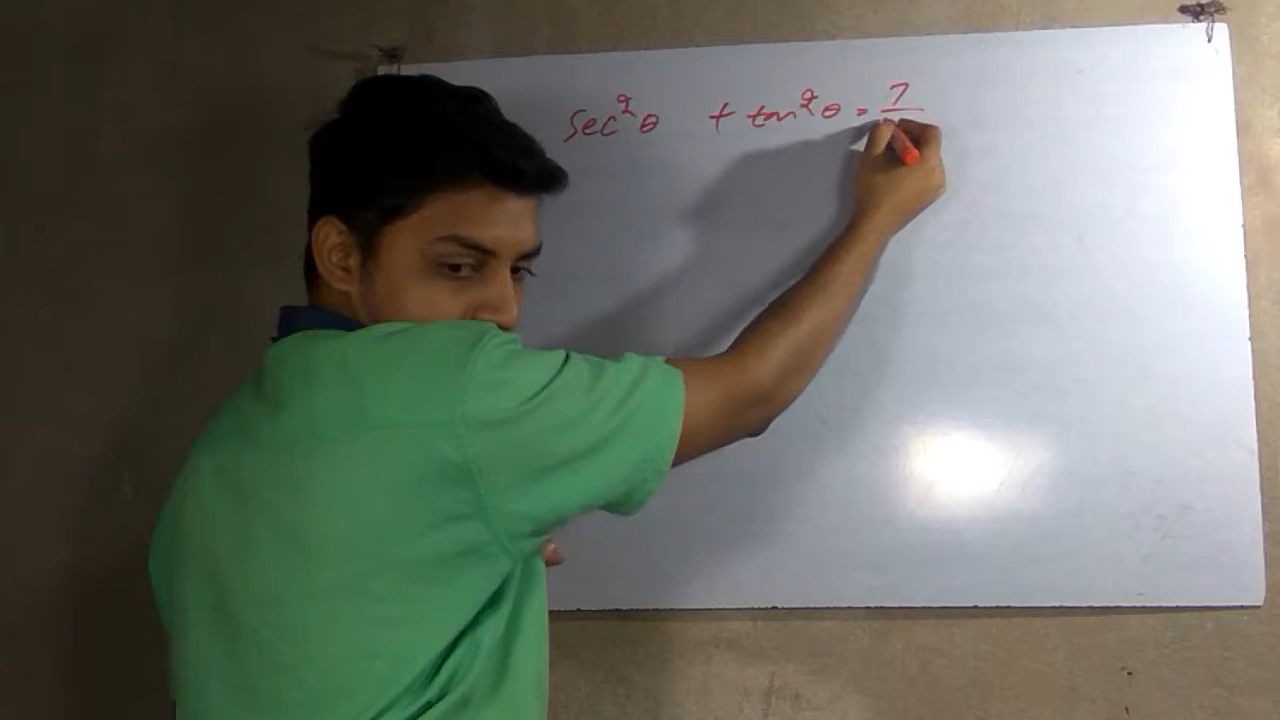 sec²θ + tan²θ = 7/